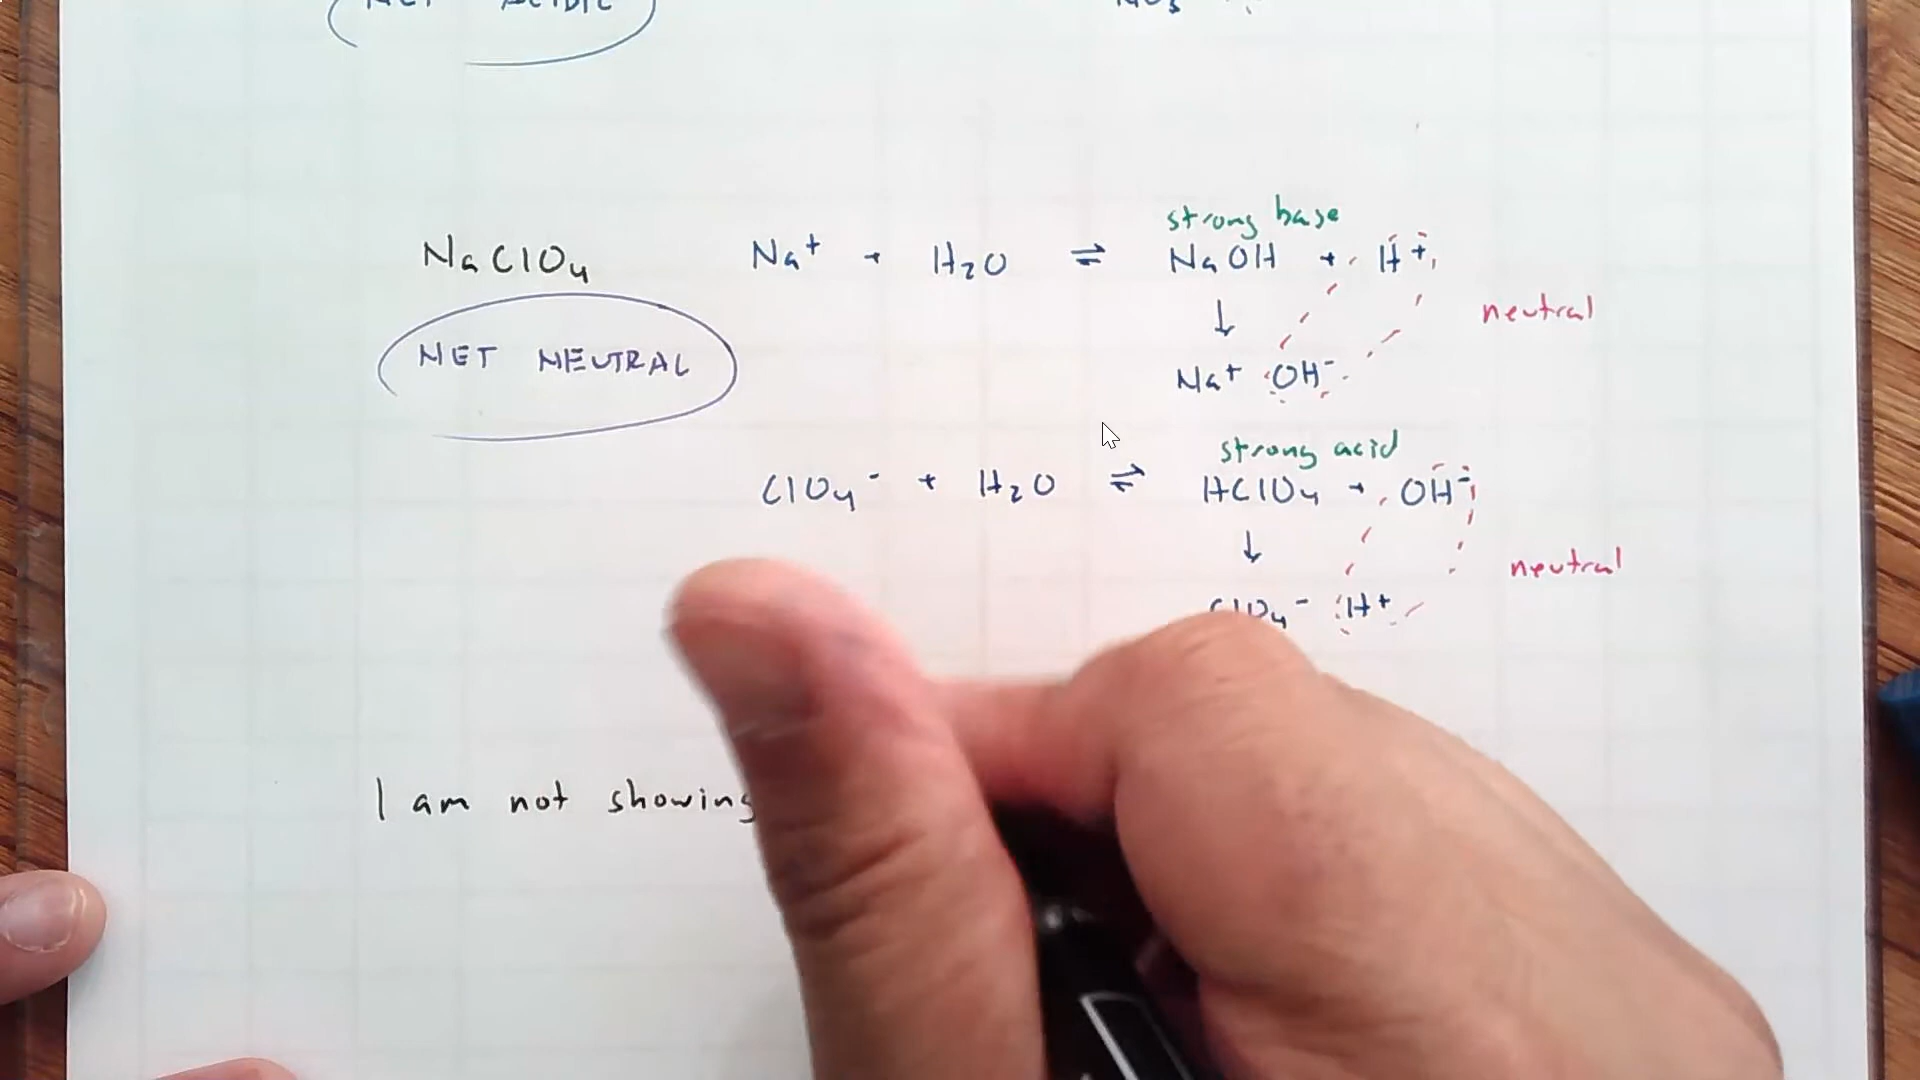 strong base
NaClO₄ Na⁺ + H₂O ⇌ NaOH + H⁺
↓ neutral
NET NEUTRAL Na⁺ OH⁻
strong acid
ClO₄⁻ + H₂O ⇌ HClO₄ + OH⁻
↓ neutral
ClO₄⁻ H⁺
I am not showing